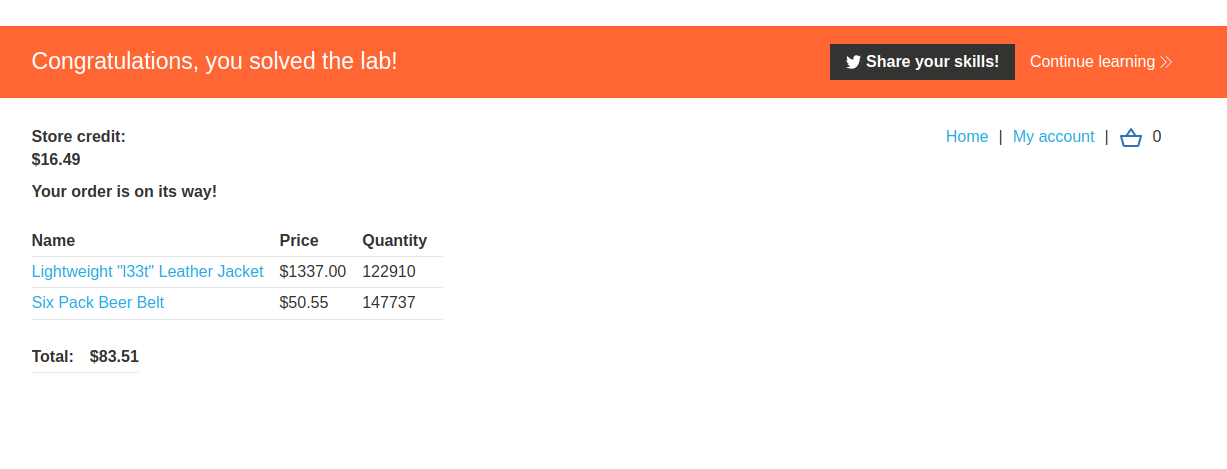 Congratulations, you solved the lab!
Share your skills! Continue learning
Store credit:
$16.49
Home | My account | 0
Your order is on its way!
Name Price Quantity
Lightweight "l33t" Leather Jacket $1337.00 122910
Six Pack Beer Belt $50.55 147737
Total: $83.51